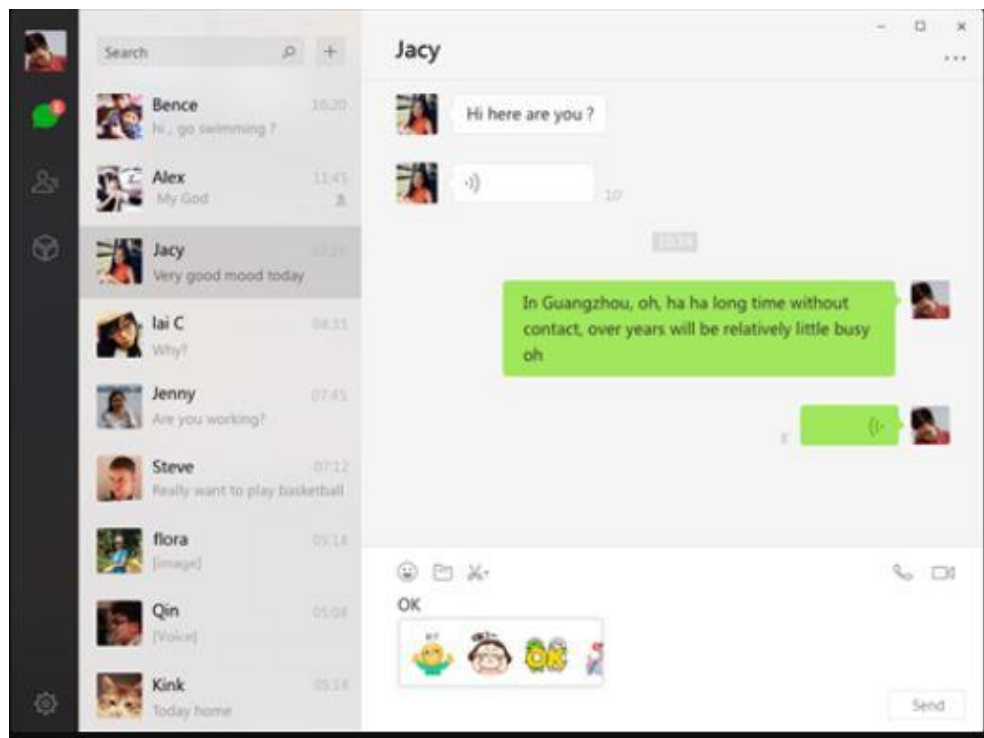 Search
Bence 16:20
hi , go swimming ?
Alex 11:45
My God
Jacy
Very good mood today
lai C 08:35
Why?
Jenny 07:45
Are you working?
Steve 07:12
Really want to play basketball
flora 05:14
[image]
Qin 05:08
[Voice]
Kink 05:14
Today home
Jacy
Hi here are you ?
10'
In Guangzhou, oh, ha ha long time without
contact, over years will be relatively little busy
oh
OK
OK
Send